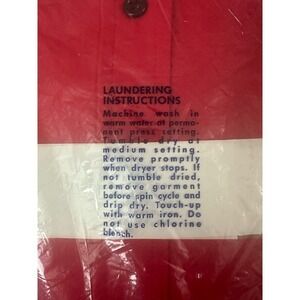 LAUNDERING
INSTRUCTIONS
Machine wash in
warm water at perma-
nent press setting.
Tumble dry at
medium setting.
Remove promptly
when dryer stops. If
not tumble dried,
remove garment
before spin cycle and
drip dry. Touch-up
with warm iron. Do
not use chlorine
bleach.